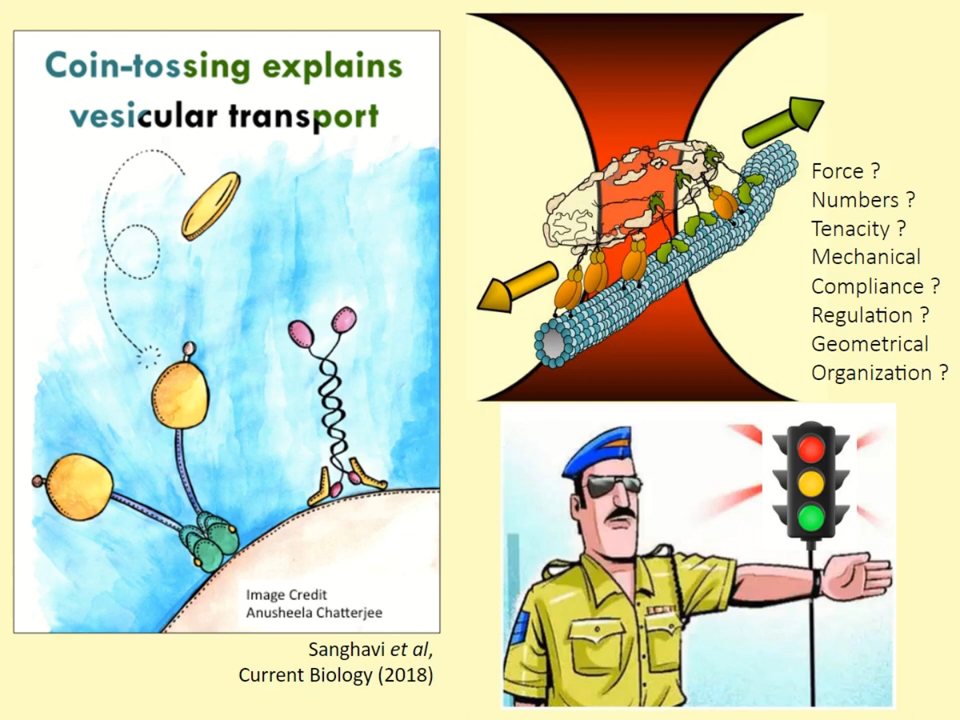 Coin-tossing explains
vesicular transport
Image Credit
Anusheela Chatterjee
Sanghavi et al,
Current Biology (2018)
Force ?
Numbers ?
Tenacity ?
Mechanical
Compliance ?
Regulation ?
Geometrical
Organization ?